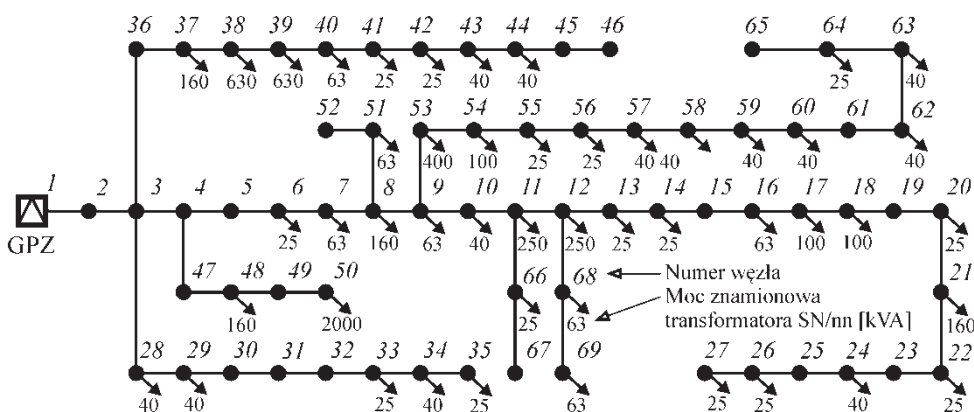 36 37 38 39 40 41 42 43 44 45 46 65 64 63
160 630 630 63 25 25 40 40 25 40
52 51 53 54 55 56 57 58 59 60 61 62
63 400 100 25 25 40 40 40 40 40
1 2 3 4 5 6 7 8 9 10 11 12 13 14 15 16 17 18 19 20
GPZ 25 63 160 63 40 250 250 25 25 63 100 100 25
47 48 49 50 66 68 Numer węzła 21
Moc znamionowa
160 2000 25 63 transformatora SN/nn [kVA] 160
28 29 30 31 32 33 34 35 67 69 27 26 25 24 23 22
40 40 25 40 25 63 25 25 40 25